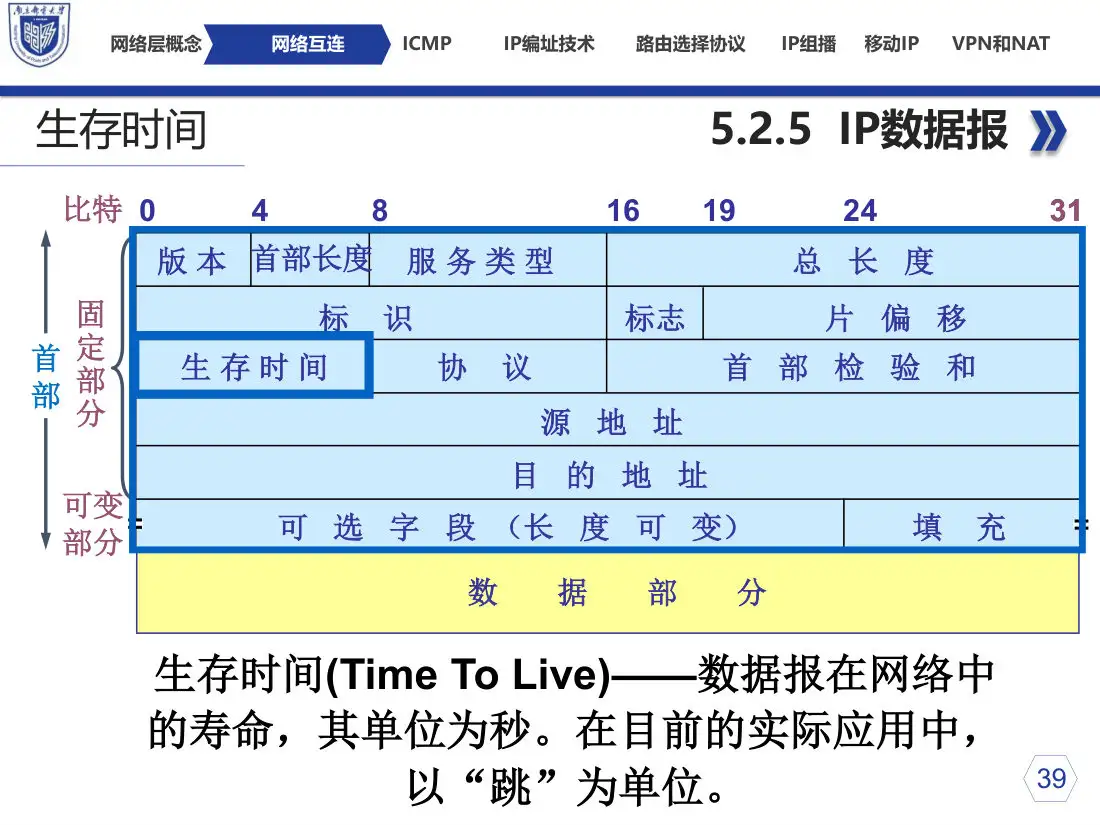 网络层概念 网络互连 ICMP IP编址技术 路由选择协议 IP组播 移动IP VPN和NAT
生存时间
5.2.5 IP数据报
比特 0 4 8 16 19 24 31
版本 首部长度 服务类型 总长度
标识 标志 片偏移
生存时间 协议 首部检验和
源地址
目的地址
可选字段（长度可变） 填充
数据部分
首部
固定部分
可变
部分
= =
生存时间(Time To Live)——数据报在网络中
的寿命，其单位为秒。在目前的实际应用中，
以“跳”为单位。
39